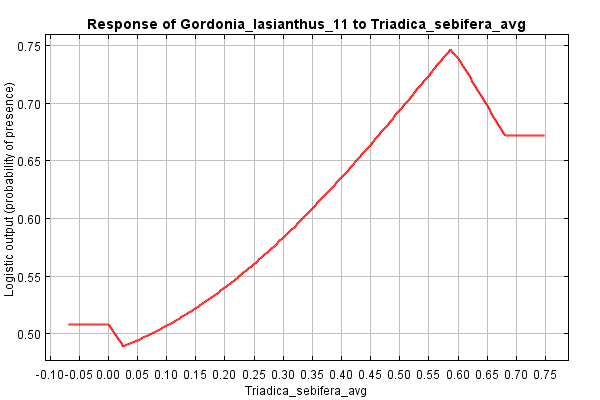 Response of Gordonia_lasianthus_11 to Triadica_sebifera_avg
Logistic output (probability of presence)
0.75
0.70
0.65
0.60
0.55
0.50
-0.10 -0.05 0.00 0.05 0.10 0.15 0.20 0.25 0.30 0.35 0.40 0.45 0.50 0.55 0.60 0.65 0.70 0.75
Triadica_sebifera_avg